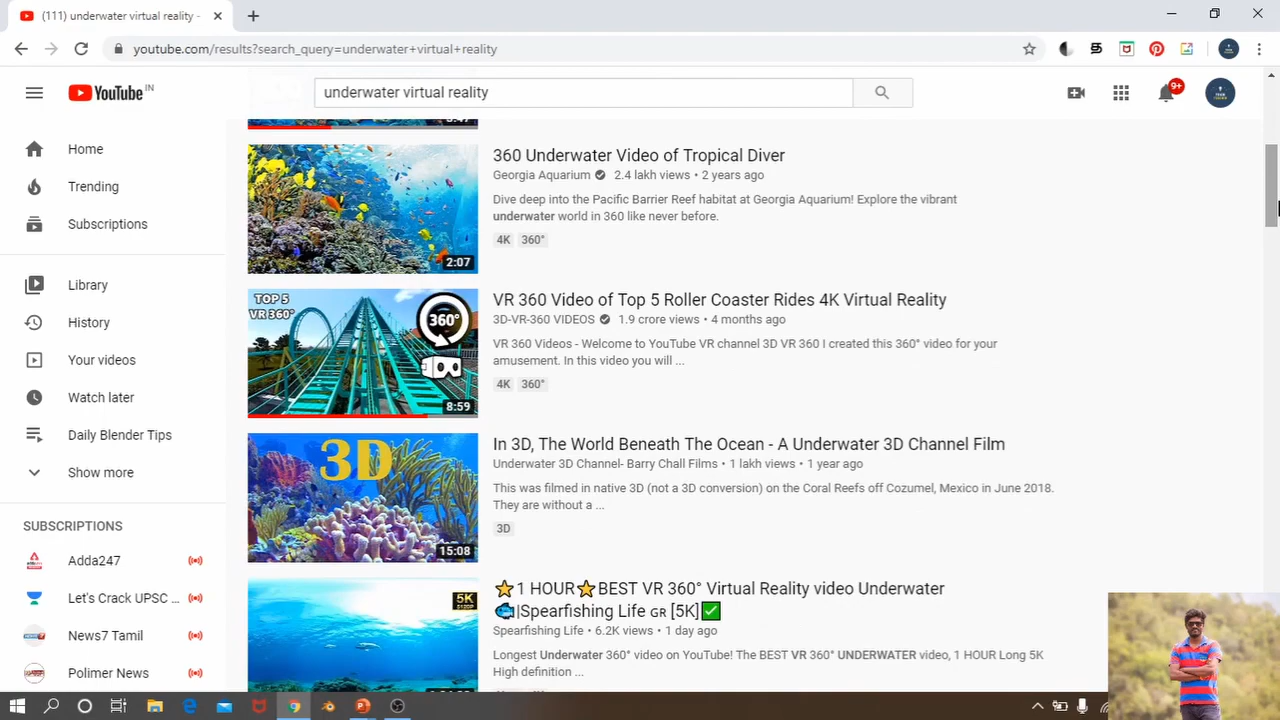 (111) underwater virtual reality -
youtube.com/results?search_query=underwater+virtual+reality
YouTube IN
underwater virtual reality
9+
Home
Trending
Subscriptions
Library
History
Your videos
Watch later
Daily Blender Tips
Show more
SUBSCRIPTIONS
Adda247
Let's Crack UPSC ...
News7 Tamil
Polimer News
360 Underwater Video of Tropical Diver
Georgia Aquarium 2.4 lakh views • 2 years ago
Dive deep into the Pacific Barrier Reef habitat at Georgia Aquarium! Explore the vibrant
underwater world in 360 like never before.
4K 360°
2:07
TOP 5
VR 360°
360°
8:59
VR 360 Video of Top 5 Roller Coaster Rides 4K Virtual Reality
3D-VR-360 VIDEOS 1.9 crore views • 4 months ago
VR 360 Videos - Welcome to YouTube VR channel 3D VR 360 I created this 360° video for your
amusement. In this video you will ...
4K 360°
3D
15:08
In 3D, The World Beneath The Ocean - A Underwater 3D Channel Film
Underwater 3D Channel- Barry Chall Films • 1 lakh views • 1 year ago
This was filmed in native 3D (not a 3D conversion) on the Coral Reefs off Cozumel, Mexico in June 2018.
They are without a ...
3D
5K
⭐1 HOUR⭐BEST VR 360° Virtual Reality video Underwater
🐟|Spearfishing Life GR [5K]✅
Spearfishing Life • 6.2K views • 1 day ago
Longest Underwater 360° video on YouTube! The BEST VR 360° UNDERWATER video, 1 HOUR Long 5K
High definition ...